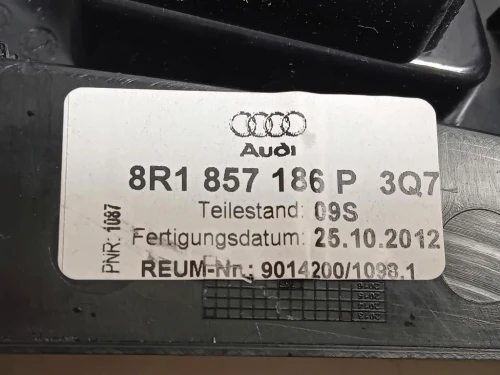 Audi
8R1 857 186 P 3Q7
Teilestand: 09S
Fertigungsdatum: 25.10.2012
REUM-Nr.: 9014200/1098.1
PNR: 1087